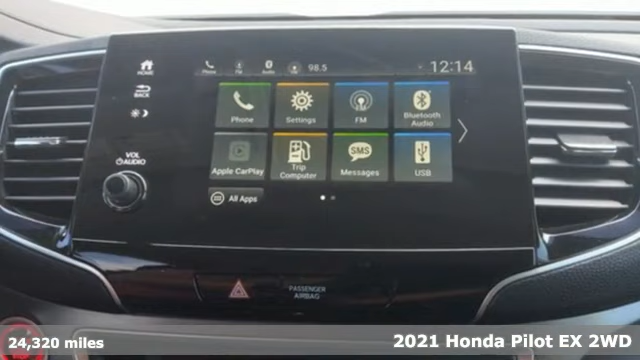 HOME
Phone
FM
Audio
98.5
12:14
BACK
Phone
Settings
FM
Bluetooth
Audio
VOL
AUDIO
SMS
Apple CarPlay
Trip
Computer
Messages
USB
All Apps
PASSENGER
AIRBAG
24,320 miles
2021 Honda Pilot EX 2WD